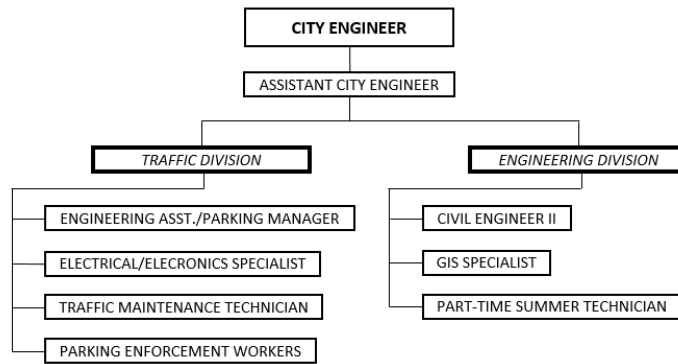 CITY ENGINEER
ASSISTANT CITY ENGINEER
TRAFFIC DIVISION
ENGINEERING ASST./PARKING MANAGER
ELECTRICAL/ELECRONICS SPECIALIST
TRAFFIC MAINTENANCE TECHNICIAN
PARKING ENFORCEMENT WORKERS
ENGINEERING DIVISION
CIVIL ENGINEER II
GIS SPECIALIST
PART-TIME SUMMER TECHNICIAN